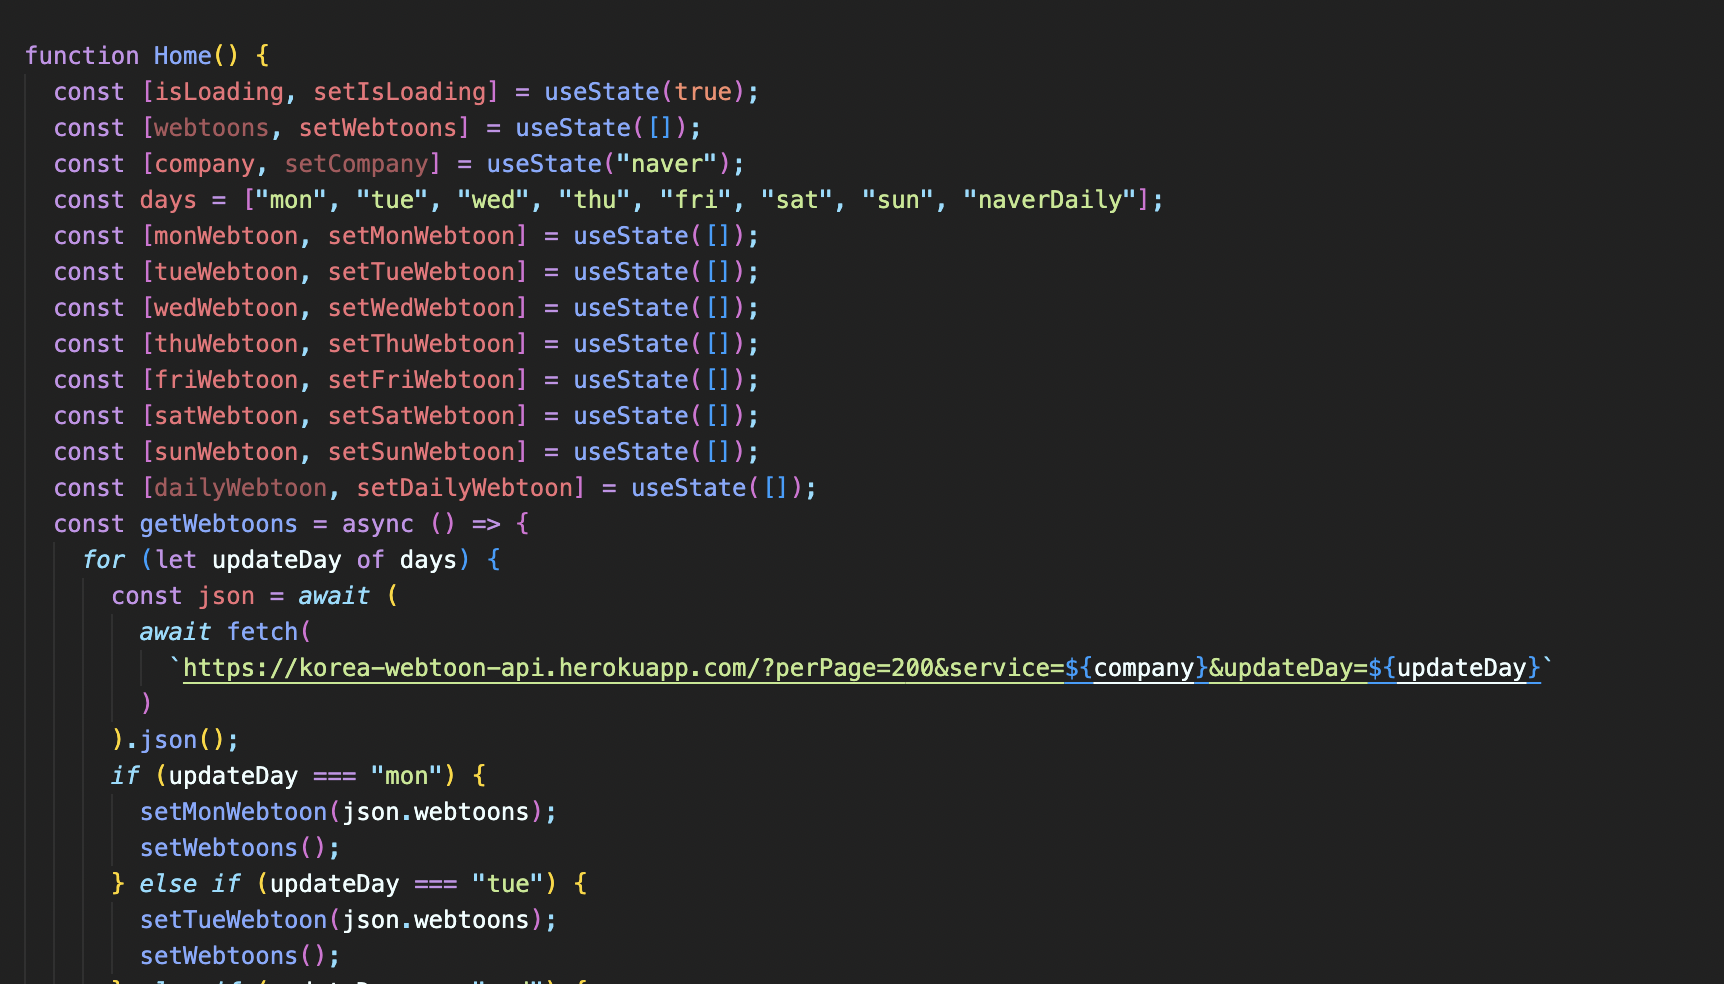 function Home() {
const [isLoading, setIsLoading] = useState(true);
const [webtoons, setWebtoons] = useState([]);
const [company, setCompany] = useState("naver");
const days = ["mon", "tue", "wed", "thu", "fri", "sat", "sun", "naverDaily"];
const [monWebtoon, setMonWebtoon] = useState([]);
const [tueWebtoon, setTueWebtoon] = useState([]);
const [wedWebtoon, setWedWebtoon] = useState([]);
const [thuWebtoon, setThuWebtoon] = useState([]);
const [friWebtoon, setFriWebtoon] = useState([]);
const [satWebtoon, setSatWebtoon] = useState([]);
const [sunWebtoon, setSunWebtoon] = useState([]);
const [dailyWebtoon, setDailyWebtoon] = useState([]);
const getWebtoons = async () => {
for (let updateDay of days) {
const json = await (
await fetch(
`https://korea-webtoon-api.herokuapp.com/?perPage=200&service=${company}&updateDay=${updateDay}`
)
).json();
if (updateDay === "mon") {
setMonWebtoon(json.webtoons);
setWebtoons();
} else if (updateDay === "tue") {
setTueWebtoon(json.webtoons);
setWebtoons();